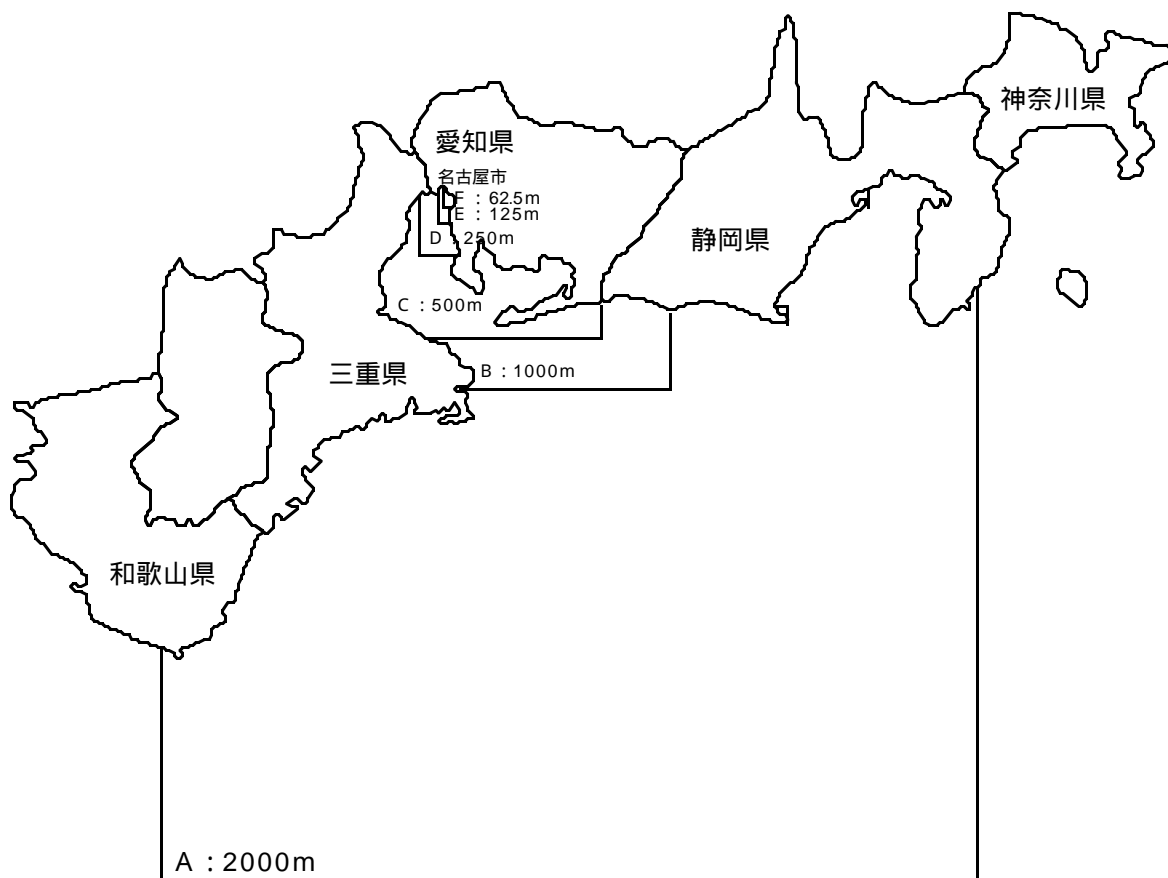 神奈川県
愛知県
名古屋市
F : 62.5m
E : 125m
D : 250m
静岡県
C : 500m
B : 1000m
三重県
和歌山県
A : 2000m